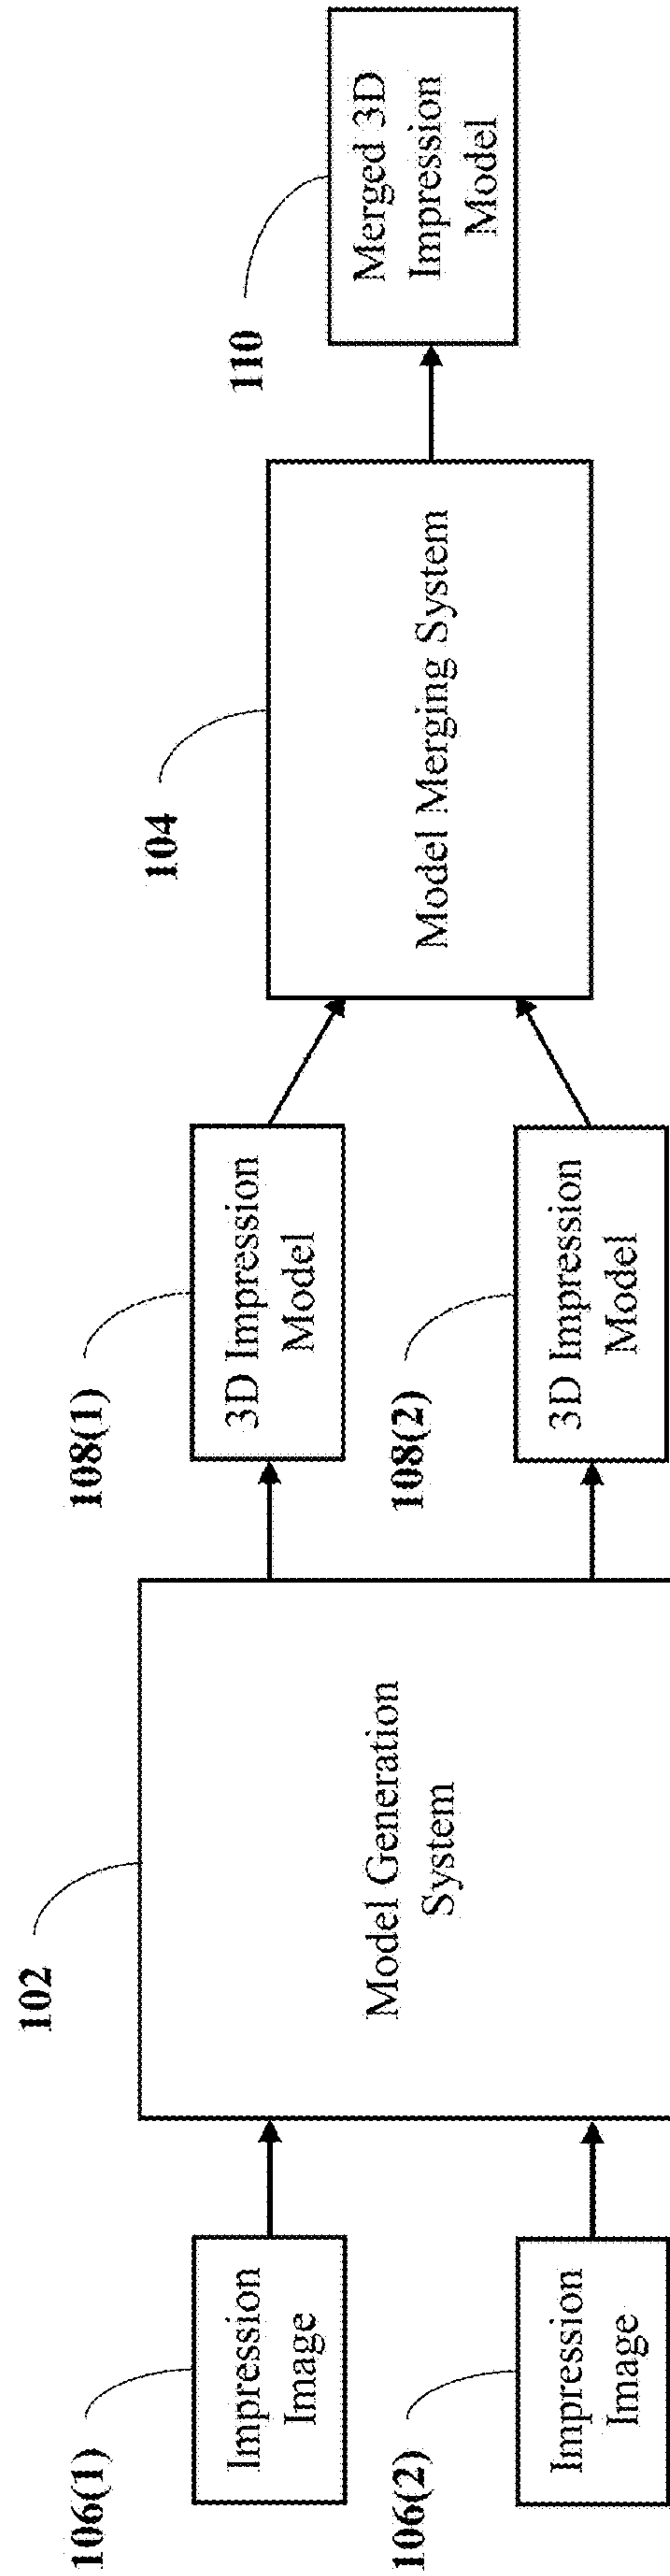 106(1)
Impression
Image
106(2)
Impression
Image
102
Model Generation
System
108(1)
3D Impression
Model
108(2)
3D Impression
Model
104
Model Merging System
110
Merged 3D
Impression
Model